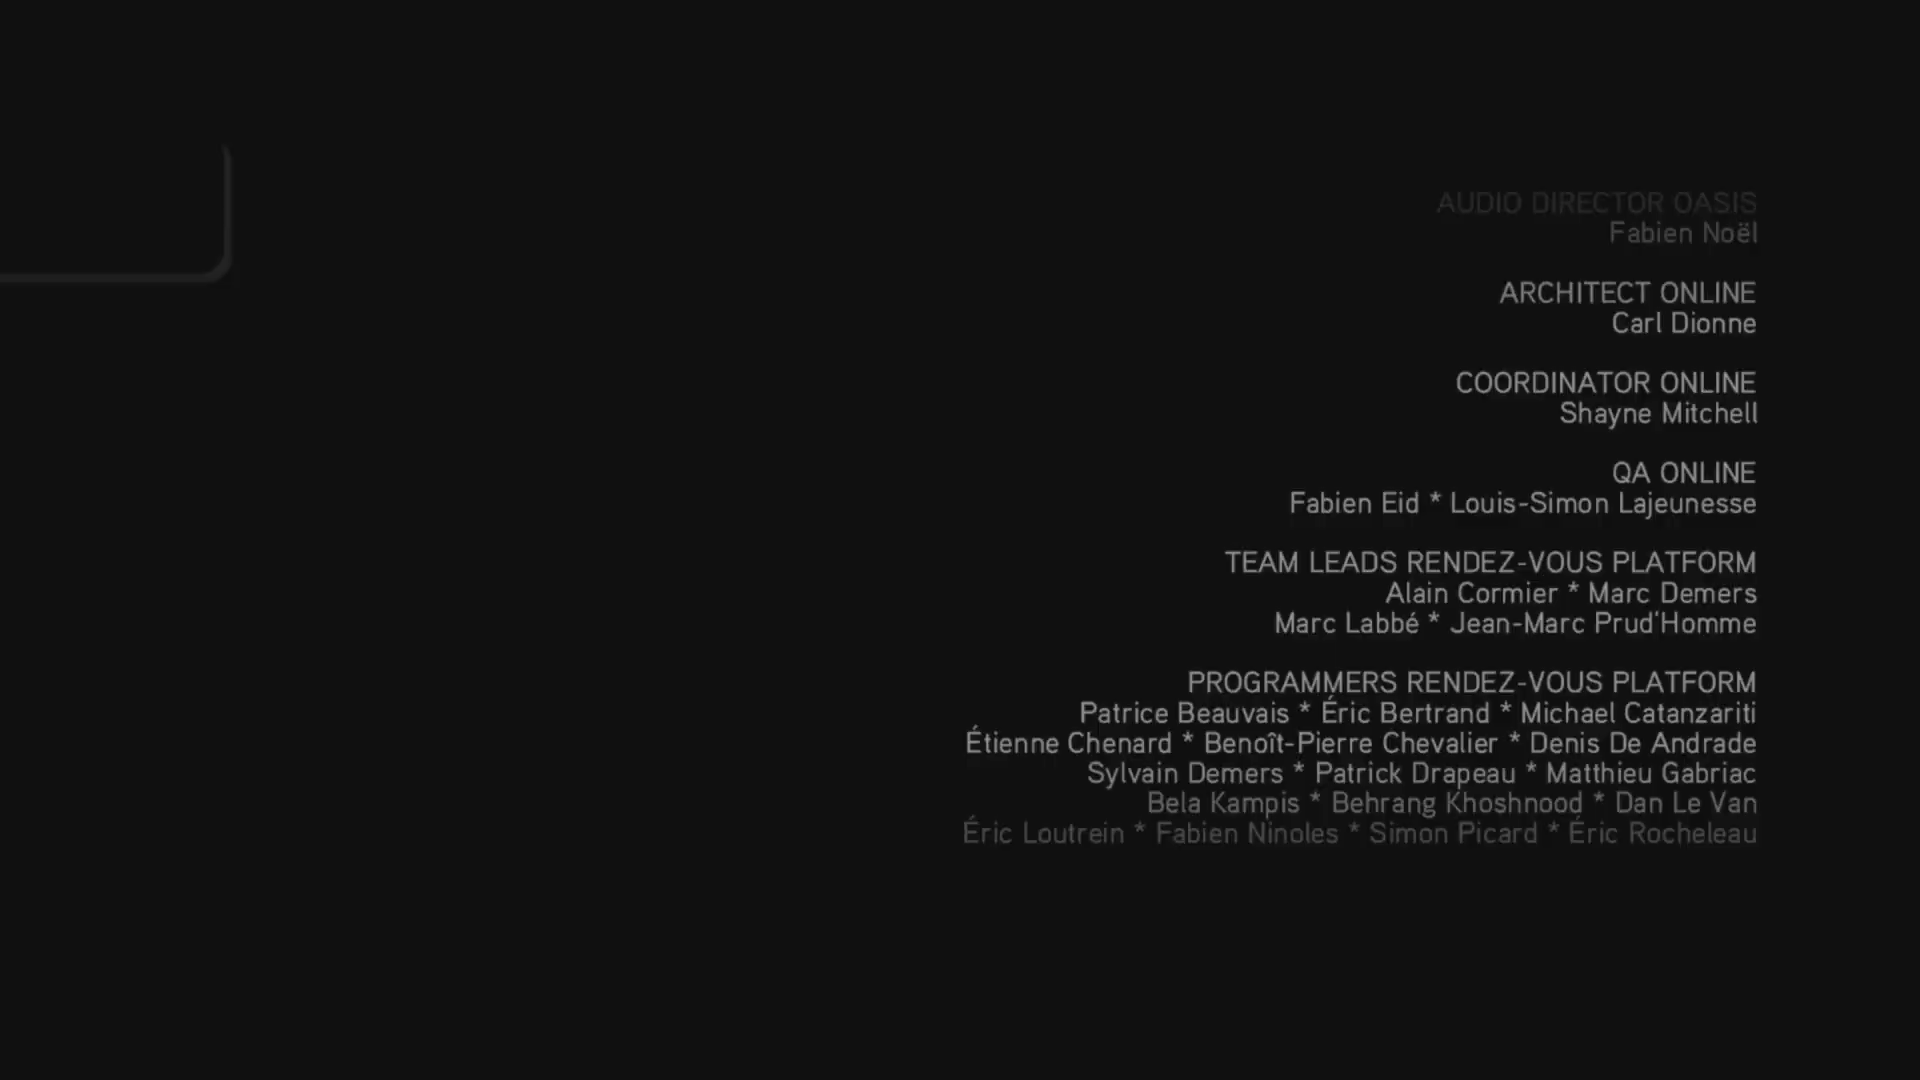 AUDIO DIRECTOR OASIS
Fabien Noël
ARCHITECT ONLINE
Carl Dionne
COORDINATOR ONLINE
Shayne Mitchell
QA ONLINE
Fabien Eid * Louis-Simon Lajeunesse
TEAM LEADS RENDEZ-VOUS PLATFORM
Alain Cormier * Marc Demers
Marc Labbé * Jean-Marc Prud'Homme
PROGRAMMERS RENDEZ-VOUS PLATFORM
Patrice Beauvais * Éric Bertrand * Michael Catanzariti
Étienne Chenard * Benoît-Pierre Chevalier * Denis De Andrade
Sylvain Demers * Patrick Drapeau * Matthieu Gabriac
Bela Kampis * Behrang Khoshnood * Dan Le Van
Éric Loutrein * Fabien Ninoles * Simon Picard * Éric Rocheleau